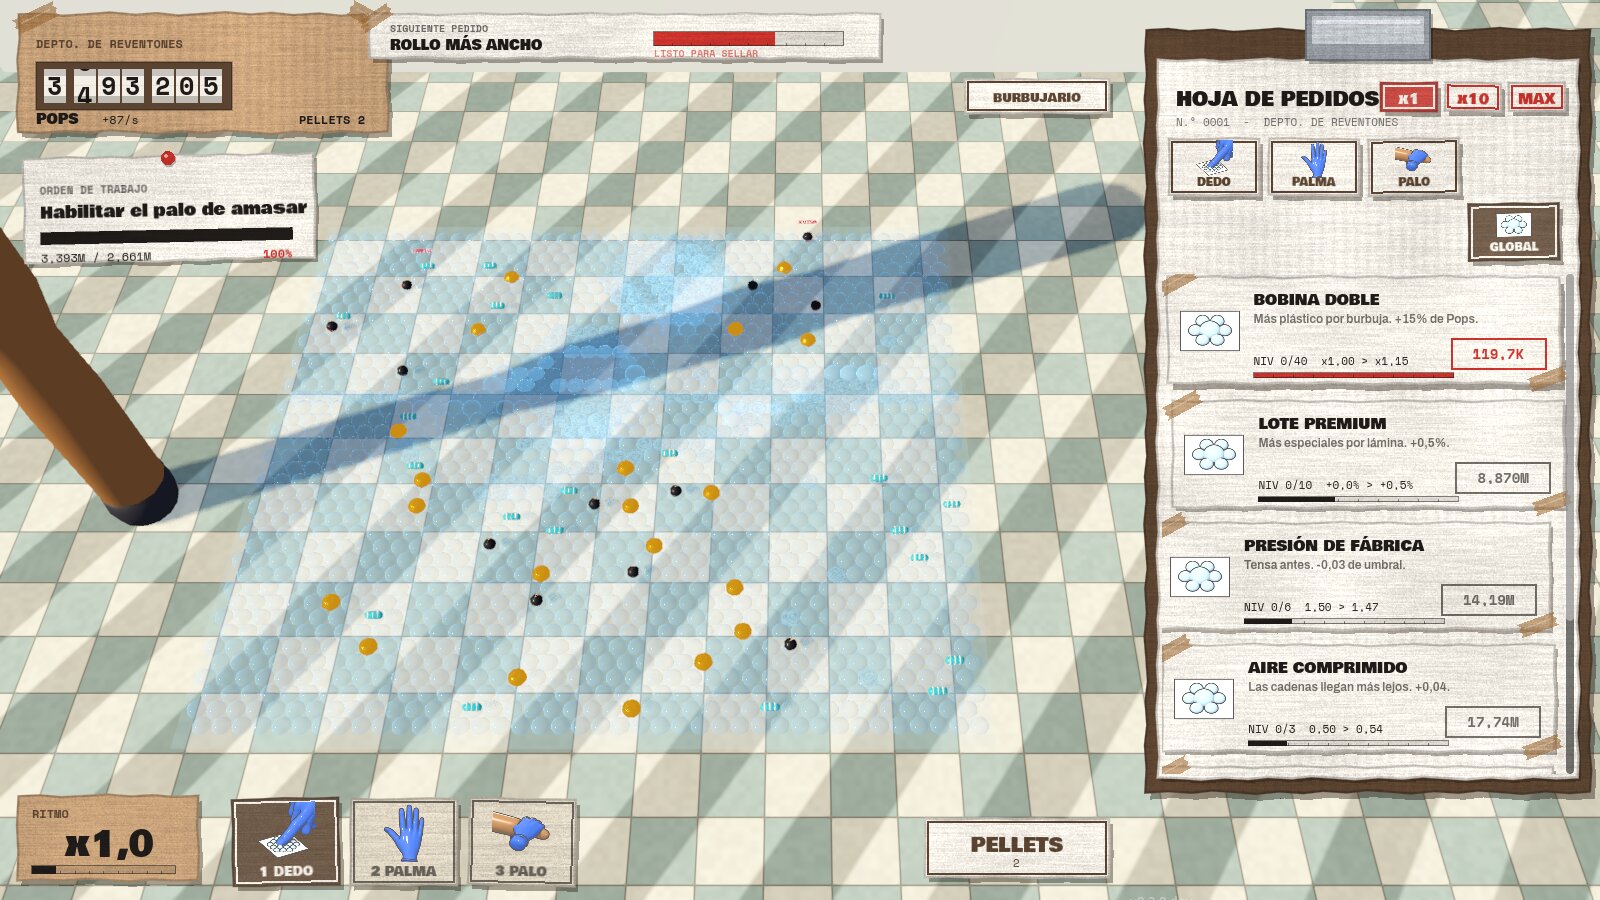 DEPTO. DE REVENTONES
3 493 205
POPS +87/s PELLETS 2
SIGUIENTE PEDIDO
ROLLO MÁS ANCHO
LISTO PARA SELLAR
BURBUJARIO
ORDEN DE TRABAJO
Habilitar el palo de amasar
3,393M / 2,661M 100%
HOJA DE PEDIDOS x1 x10 MAX
N.° 0001 - DEPTO. DE REVENTONES
DEDO PALMA PALO
GLOBAL
BOBINA DOBLE
Más plástico por burbuja. +15% de Pops.
NIV 0/40 x1,00 > x1,15 119,7K
LOTE PREMIUM
Más especiales por lámina. +0,5%.
NIV 0/10 +0,0% > +0,5% 8,870M
PRESIÓN DE FÁBRICA
Tensa antes. -0,03 de umbral.
NIV 0/6 1,50 > 1,47 14,19M
AIRE COMPRIMIDO
Las cadenas llegan más lejos. +0,04.
NIV 0/3 0,50 > 0,54 17,74M
RITMO
x1,0
1 DEDO 2 PALMA 3 PALO
PELLETS
2